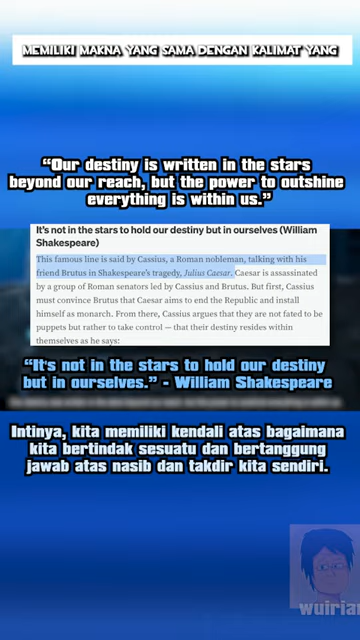 MEMILIKI MAKNA YANG SAMA DENGAN KALIMAT YANG
“Our destiny is written in the stars
beyond our reach, but the power to outshine
everything is within us.”
It's not in the stars to hold our destiny but in ourselves (William
Shakespeare)
This famous line is said by Cassius, a Roman nobleman, talking with his
friend Brutus in Shakespeare's tragedy, Julius Caesar. Caesar is assassinated
by a group of Roman senators led by Cassius and Brutus. But first, Cassius
must convince Brutus that Caesar aims to end the Republic and install
himself as monarch. From there, Cassius argues that they are not fated to be
puppets but rather to take control — that their destiny resides within
themselves as he says:
“It's not in the stars to hold our destiny
but in ourselves.” - William Shakespeare
Intinya, kita memiliki kendali atas bagaimana
kita bertindak sesuatu dan bertanggung
jawab atas nasib dan takdir kita sendiri.
wuirian